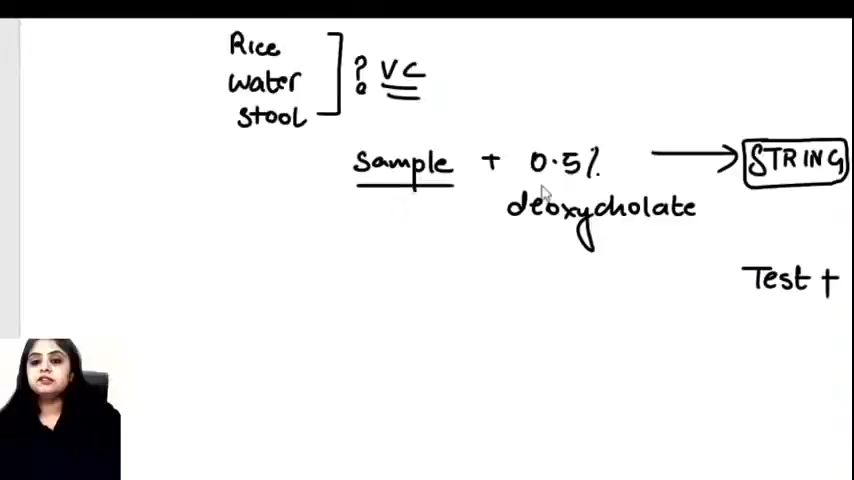 Rice
water
stool
? VC
Sample + 0.5% → STRING
deoxycholate
Test +